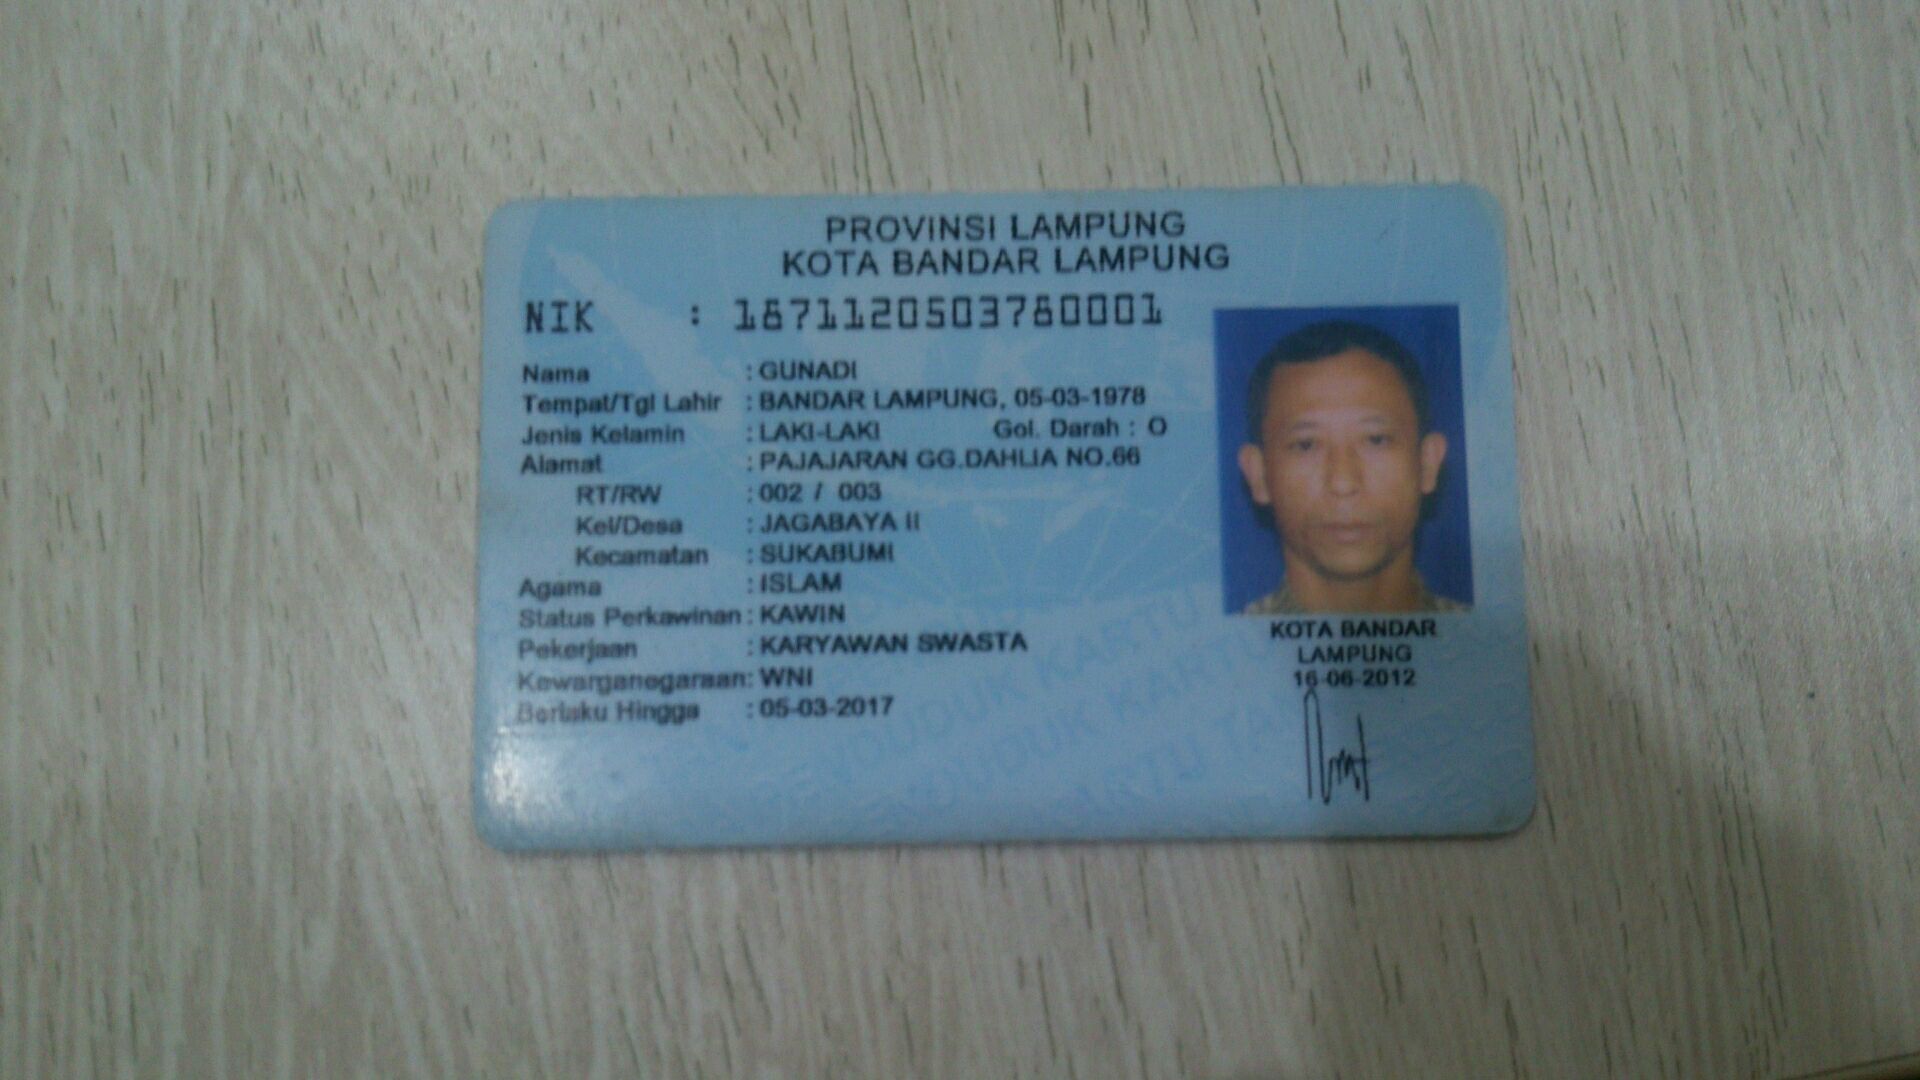 PROVINSI LAMPUNG
KOTA BANDAR LAMPUNG
NIK : 1871120503780001
Nama : GUNADI
Tempat/Tgl Lahir : BANDAR LAMPUNG, 05-03-1978
Jenis Kelamin : LAKI-LAKI Gol. Darah : O
Alamat : PAJAJARAN GG.DAHLIA NO.66
RT/RW : 002 / 003
Kel/Desa : JAGABAYA II
Kecamatan : SUKABUMI
Agama : ISLAM
Status Perkawinan : KAWIN
Pekerjaan : KARYAWAN SWASTA
Kewarganegaraan : WNI
Berlaku Hingga : 05-03-2017
KOTA BANDAR
LAMPUNG
16-06-2012